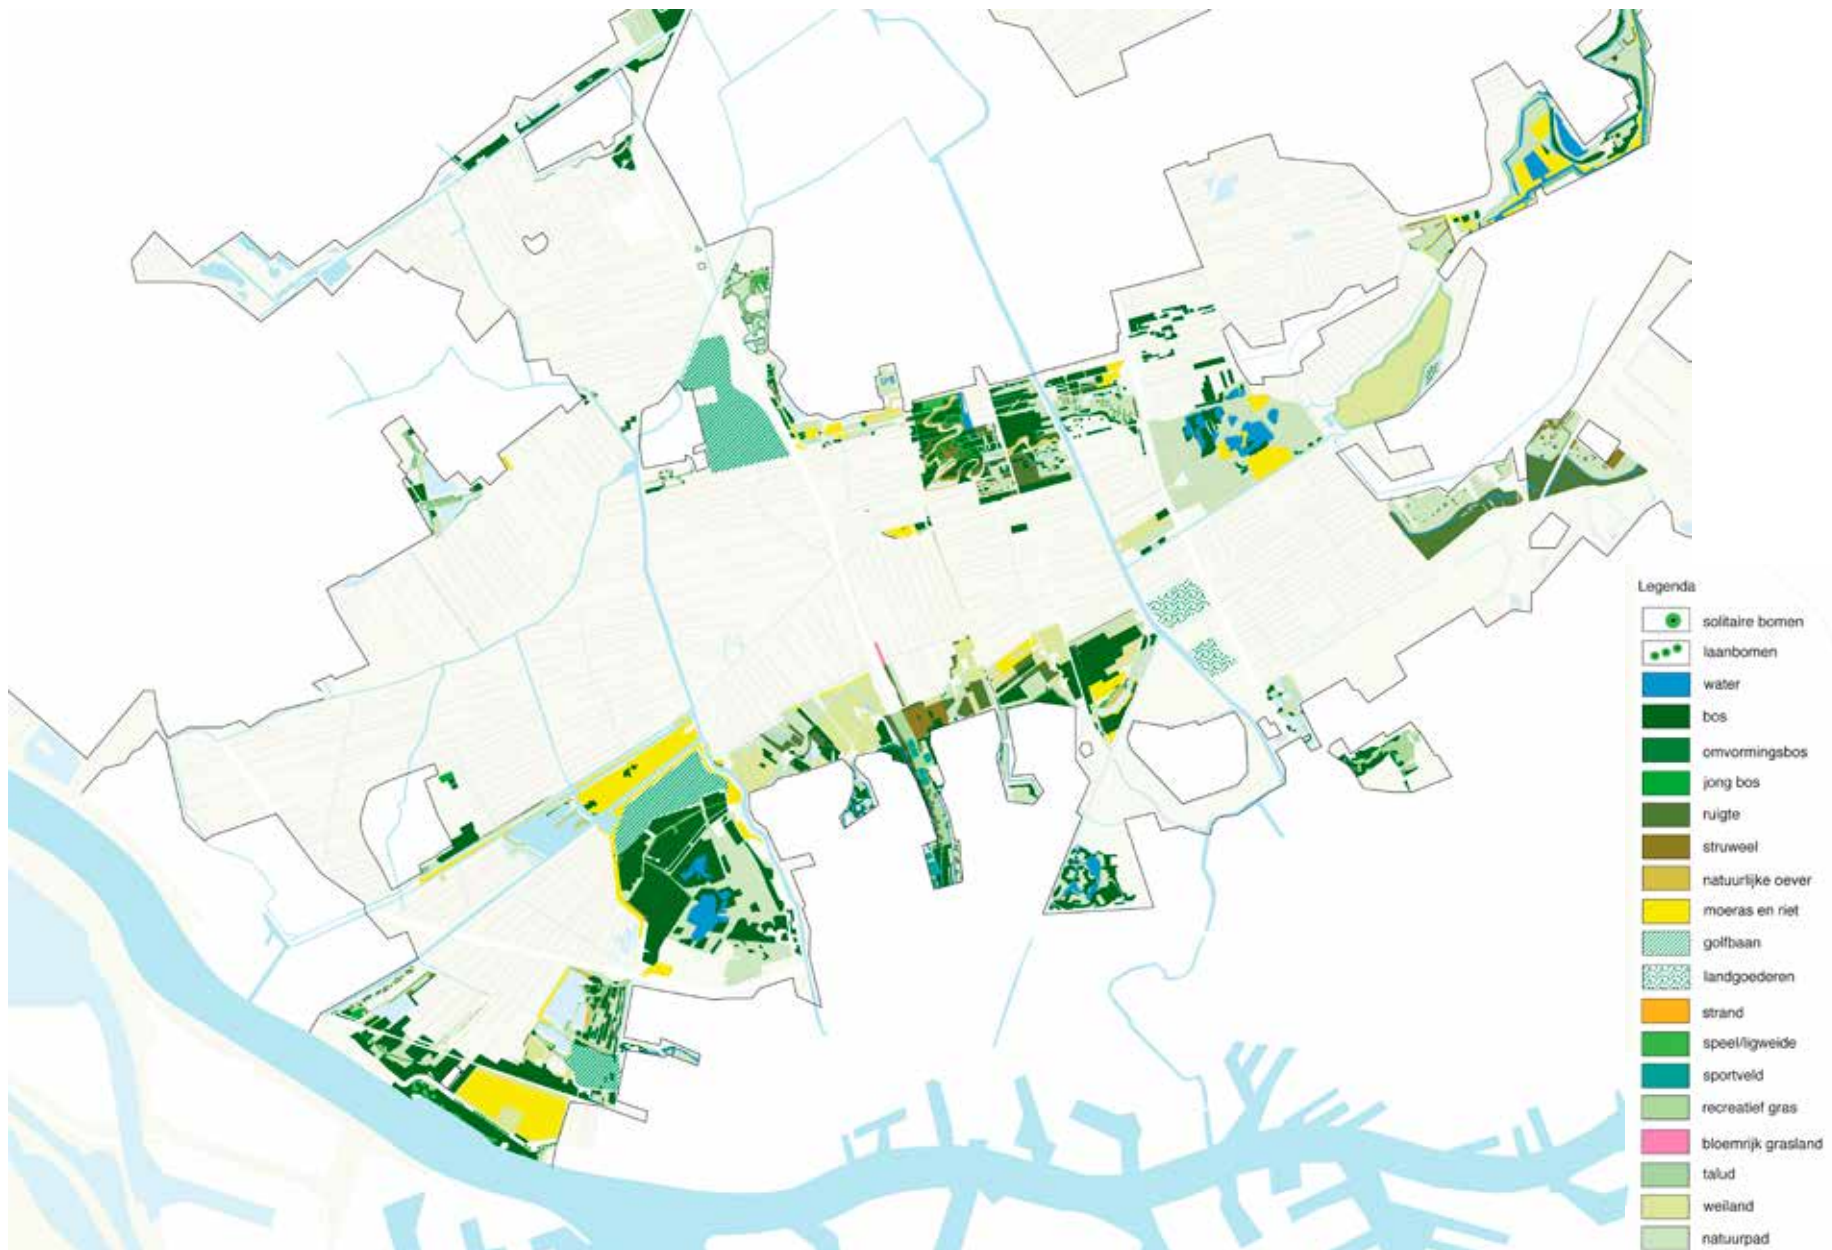 Legenda
solitaire bomen
laanbomen
water
bos
omvormingsbos
jong bos
ruigte
struweel
natuurlijke oever
moeras en riet
golfbaan
landgoederen
strand
speel/ligweide
sportveld
recreatief gras
bloemrijk grasland
talud
weiland
natuurpad